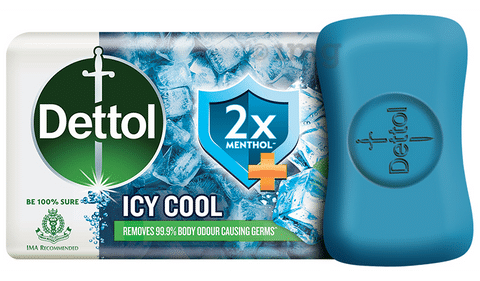 Dettol
2x
MENTHOL~
BE 100% SURE
IMA RECOMMENDED
ICY COOL
REMOVES 99.9% BODY ODOUR CAUSING GERMS*
Dettol